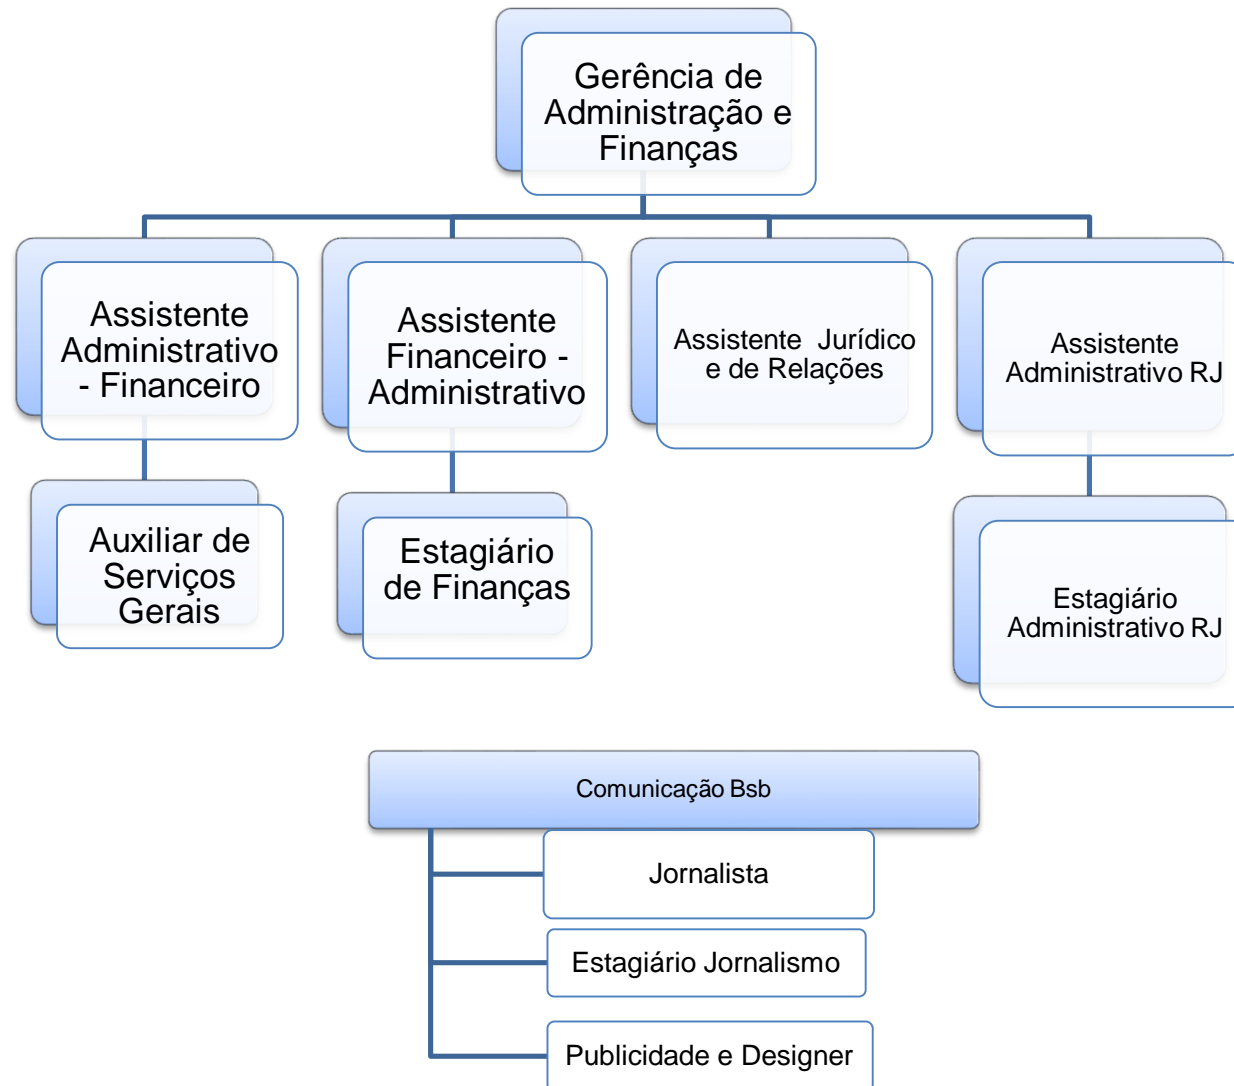 Gerência de
Administração e
Finanças
Assistente
Administrativo
- Financeiro
Assistente
Financeiro -
Administrativo
Assistente Jurídico
e de Relações
Assistente
Administrativo RJ
Auxiliar de
Serviços
Gerais
Estagiário
de Finanças
Estagiário
Administrativo RJ
Comunicação Bsb
Jornalista
Estagiário Jornalismo
Publicidade e Designer